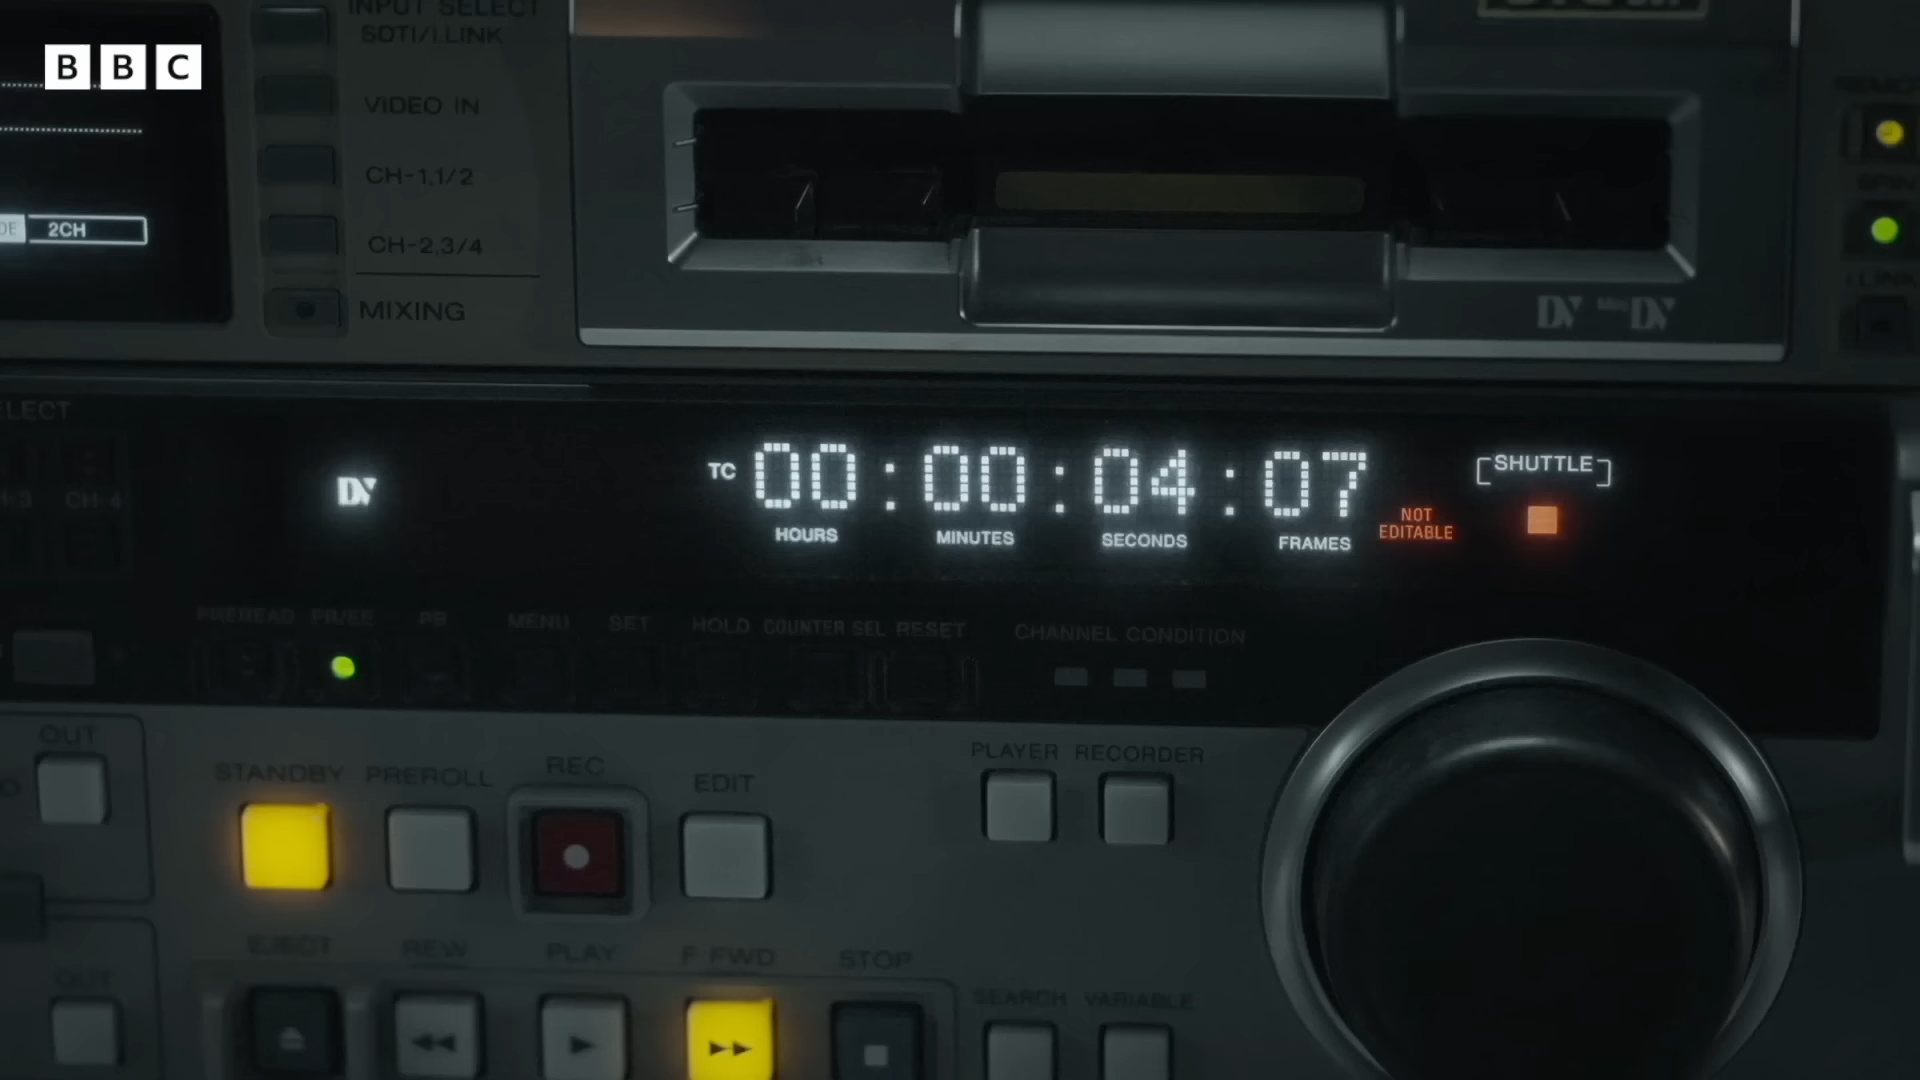 BBC
INPUT SELECT
SDTI/i.LINK
VIDEO IN
CH-1,1/2
CH-2,3/4
MIXING
2CH
DV Mini DV
DV
TC 00:00:04:07
HOURS MINUTES SECONDS FRAMES
NOT
EDITABLE
SHUTTLE
CH-4
PREREAD PB/EE PB MENU SET HOLD COUNTER SEL RESET
CHANNEL CONDITION
OUT
STANDBY PREROLL REC EDIT
PLAYER RECORDER
OUT
EJECT REW PLAY F FWD STOP
SEARCH VARIABLE